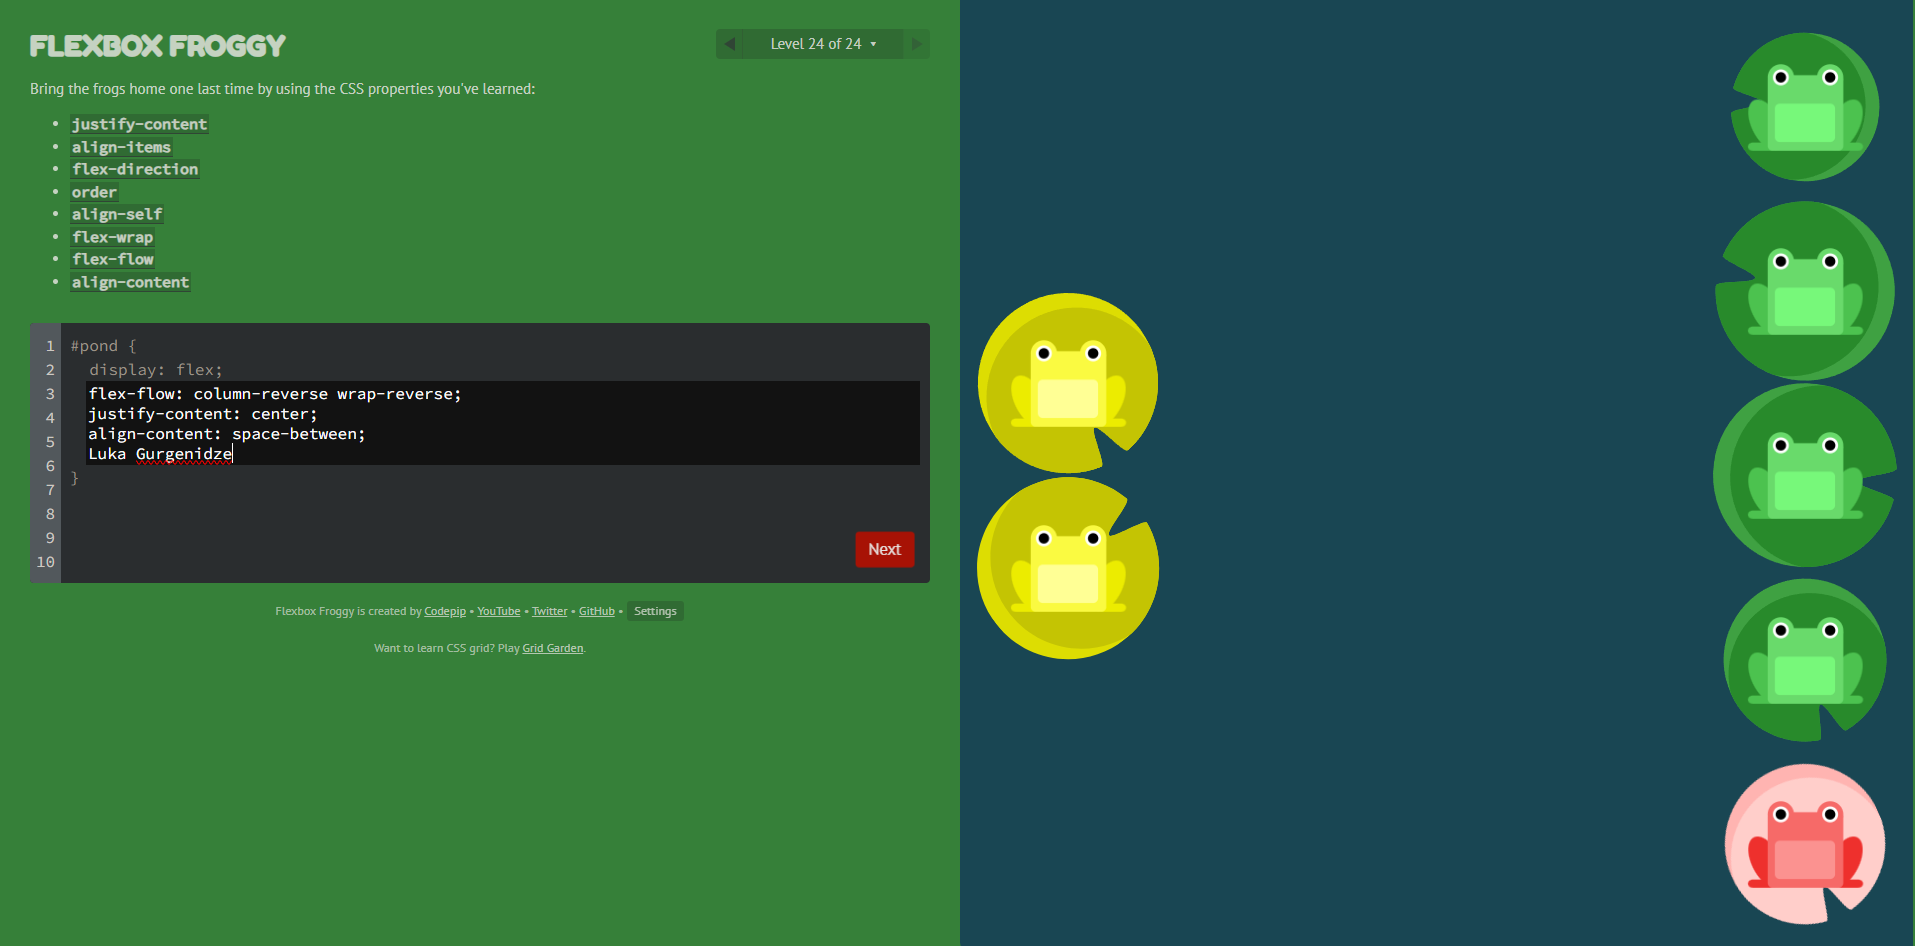 FLEXBOX FROGGY
◀ Level 24 of 24 ▾ ▶
Bring the frogs home one last time by using the CSS properties you've learned:
• justify-content
• align-items
• flex-direction
• order
• align-self
• flex-wrap
• flex-flow
• align-content
1 #pond {
2 display: flex;
3 flex-flow: column-reverse wrap-reverse;
4 justify-content: center;
5 align-content: space-between;
6 Luka Gurgenidze
7 }
8
9
10
Next
Flexbox Froggy is created by Codepip • YouTube • Twitter • GitHub • Settings
Want to learn CSS grid? Play Grid Garden.